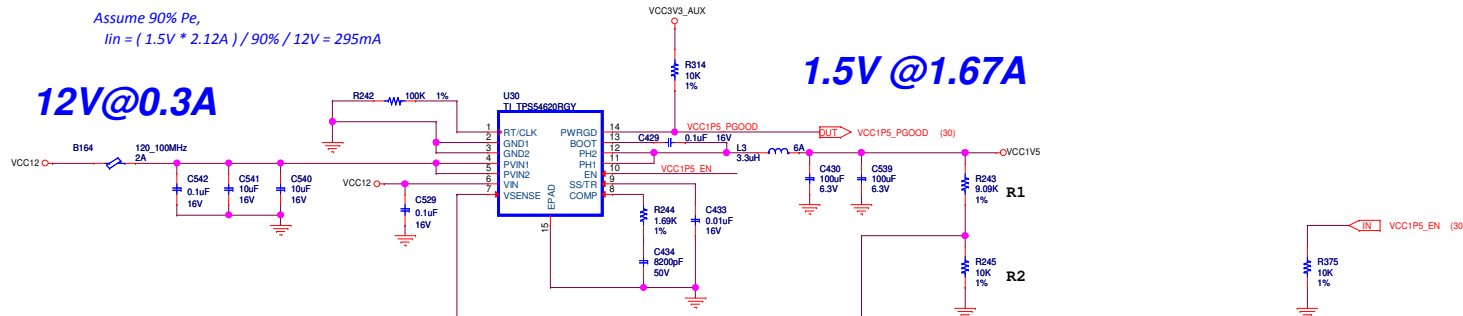 Assume 90% Pe,
Iin = ( 1.5V * 2.12A ) / 90% / 12V = 295mA
12V@0.3A
1.5V @1.67A
VCC3V3_AUX
R314
10K
1%
R242 100K 1%
U30
TI_TPS54620RGY
1 RT/CLK PWRGD 14
2 GND1 BOOT 13
3 GND2 PH2 12
4 PVIN1 PH1 11
5 PVIN2 EN 10
6 VIN SS/TR 9
7 VSENSE COMP 8
EPAD
15
VCC1P5_PGOOD
OUT VCC1P5_PGOOD (30)
C429 0.1uF 16V
L3 6A
3.3uH
VCC1V5
VCC1P5_EN
B164 120_100MHz
2A
VCC12
C542
0.1uF
16V
C541
10uF
16V
C540
10uF
16V
VCC12
C529
0.1uF
16V
R244
1.69K
1%
C433
0.01uF
16V
C434
8200pF
50V
C430
100uF
6.3V
C539
100uF
6.3V
R243
9.09K
1%
R1
R245
10K
1%
R2
IN VCC1P5_EN (30
R375
10K
1%